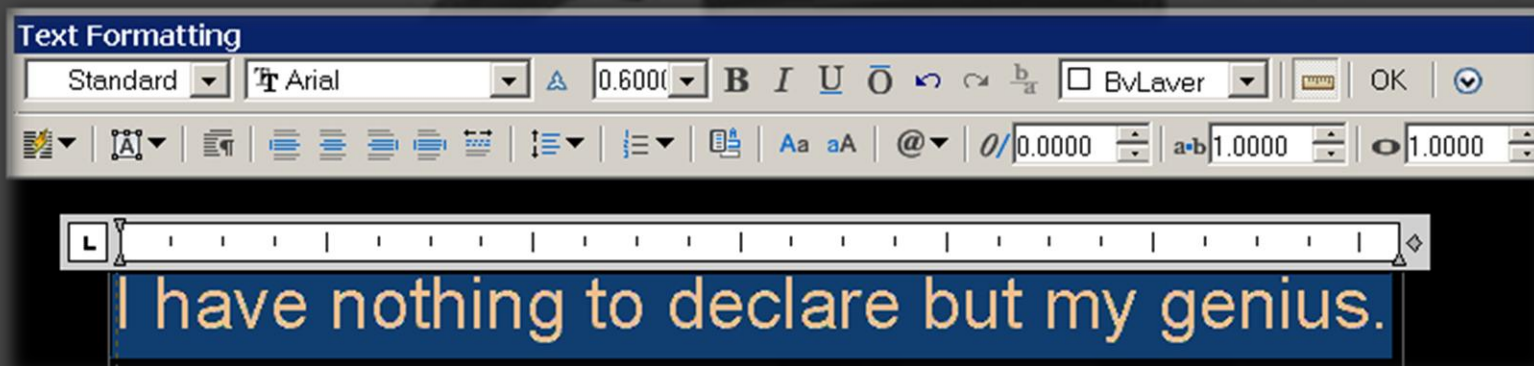 Text Formatting
Standard Arial 0.600( B I U O b/a ByLayer OK
A Aa aA @ 0/ 0.0000 a•b 1.0000 O 1.0000
L
I have nothing to declare but my genius.